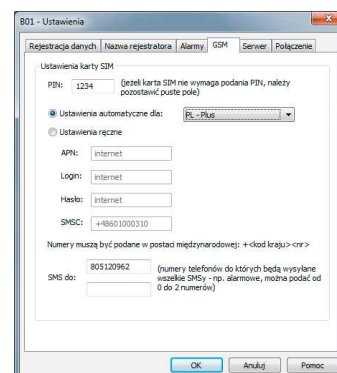 B01 - Ustawienia
Rejestracja danych Nazwa rejestratora Alarmy GSM Serwer Połączenie
Ustawienia karty SIM
PIN: 1234 (jeżeli karta SIM nie wymaga podania PIN, należy
pozostawić puste pole)
Ustawienia automatyczne dla: PL - Plus
Ustawienia ręczne
APN: internet
Login: internet
Hasło: internet
SMSC: +48601000310
Numery muszą być podane w postaci międzynarodowej: +<kod kraju><nr>
805120962 (numery telefonów do których będą wysyłane
SMS do: wszelkie SMSy - np. alarmowe, można podać od
0 do 2 numerów)
OK Anuluj Pomoc